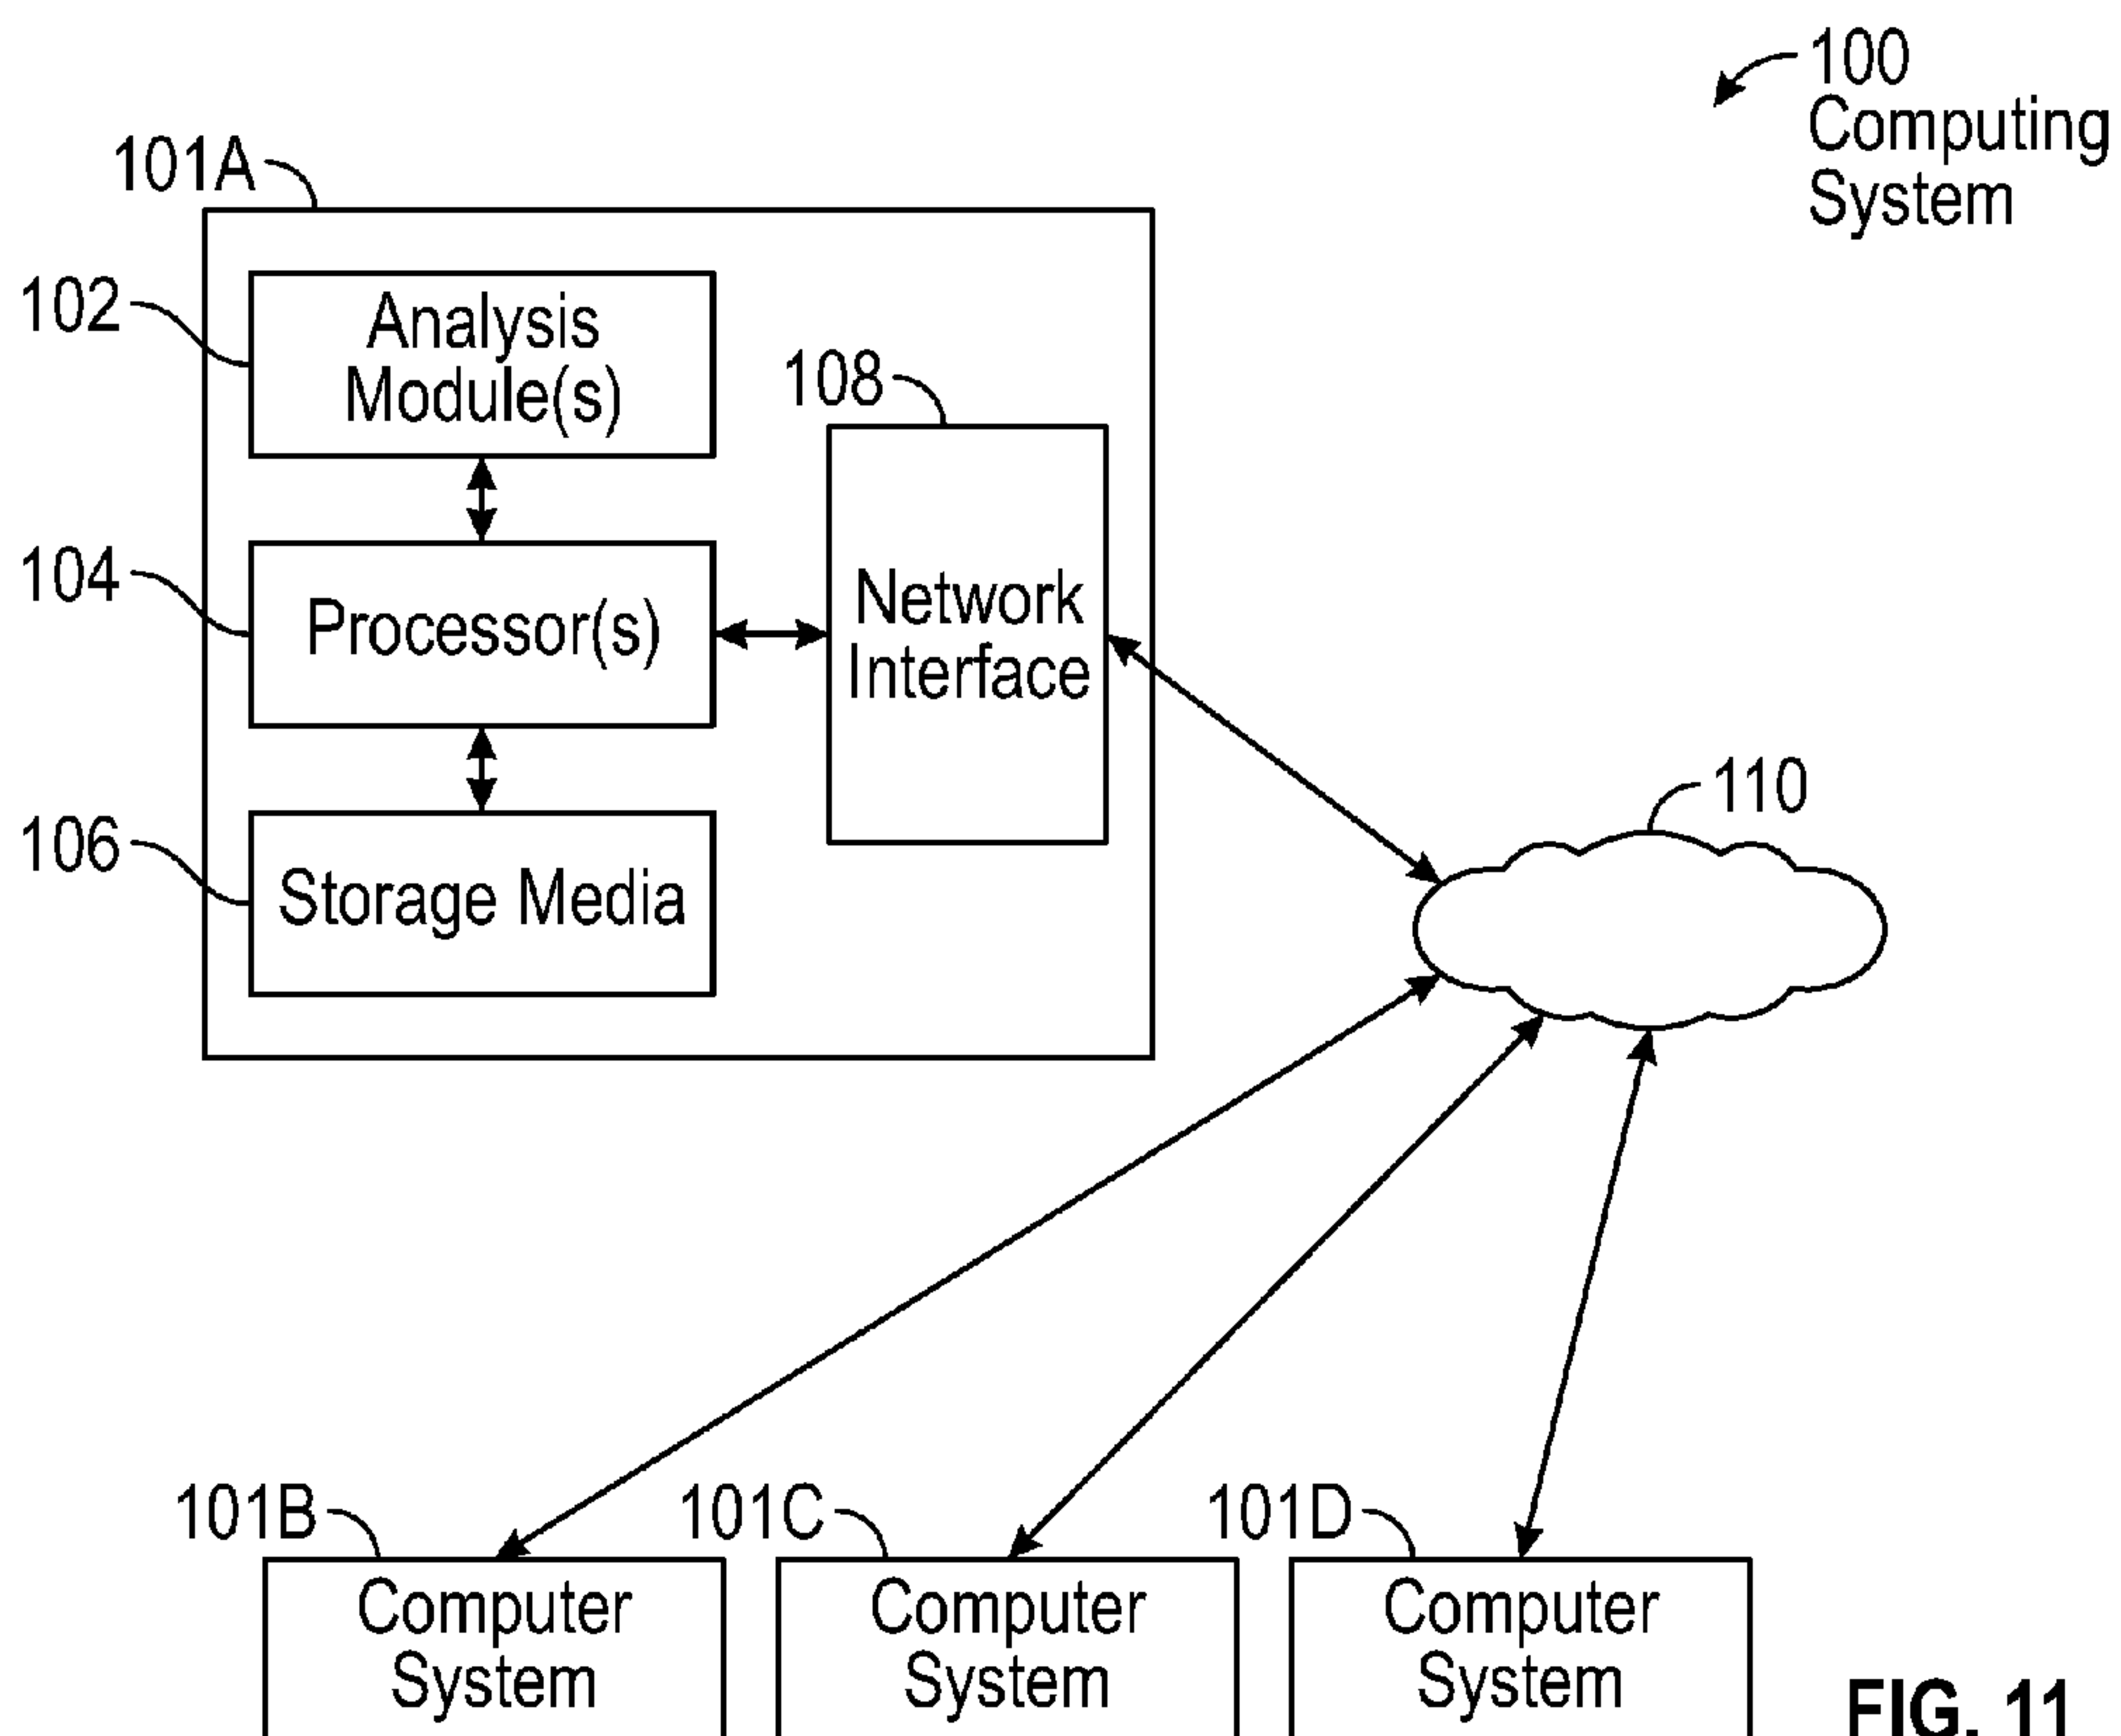 100
Computing
System
101A
102
Analysis
Module(s)
108
104
Processor(s)
Network
Interface
110
106
Storage Media
101B
101C
101D
Computer
System
Computer
System
Computer
System
FIG. 11